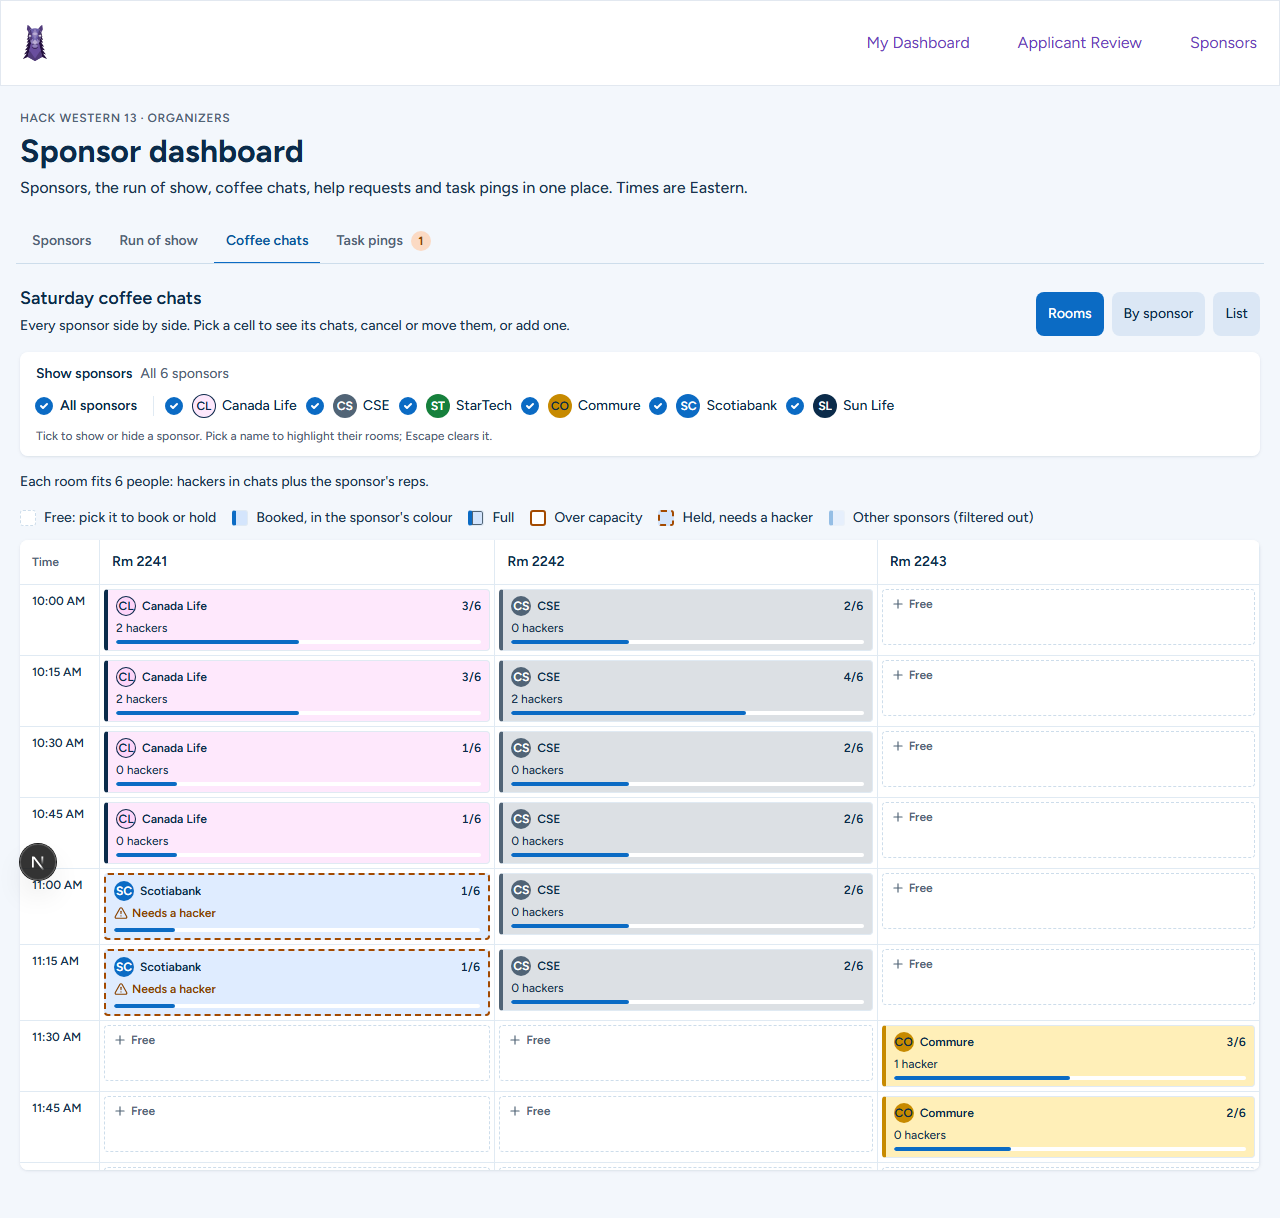 My Dashboard
Applicant Review
Sponsors
HACK WESTERN 13 · ORGANIZERS
Sponsor dashboard
Sponsors, the run of show, coffee chats, help requests and task pings in one place. Times are Eastern.
Sponsors
Run of show
Coffee chats
Task pings 1
Saturday coffee chats
Every sponsor side by side. Pick a cell to see its chats, cancel or move them, or add one.
Rooms
By sponsor
List
Show sponsors All 6 sponsors
All sponsors
CL Canada Life
CS CSE
ST StarTech
CO Commure
SC Scotiabank
SL Sun Life
Tick to show or hide a sponsor. Pick a name to highlight their rooms; Escape clears it.
Each room fits 6 people: hackers in chats plus the sponsor's reps.
Free: pick it to book or hold
Booked, in the sponsor's colour
Full
Over capacity
Held, needs a hacker
Other sponsors (filtered out)
Time
Rm 2241
Rm 2242
Rm 2243
10:00 AM
CL Canada Life 3/6
2 hackers
CS CSE 2/6
0 hackers
+ Free
10:15 AM
CL Canada Life 3/6
2 hackers
CS CSE 4/6
2 hackers
+ Free
10:30 AM
CL Canada Life 1/6
0 hackers
CS CSE 2/6
0 hackers
+ Free
10:45 AM
CL Canada Life 1/6
0 hackers
CS CSE 2/6
0 hackers
+ Free
N
11:00 AM
SC Scotiabank 1/6
Needs a hacker
CS CSE 2/6
0 hackers
+ Free
11:15 AM
SC Scotiabank 1/6
Needs a hacker
CS CSE 2/6
0 hackers
+ Free
11:30 AM
+ Free
+ Free
CO Commure 3/6
1 hacker
11:45 AM
+ Free
+ Free
CO Commure 2/6
0 hackers